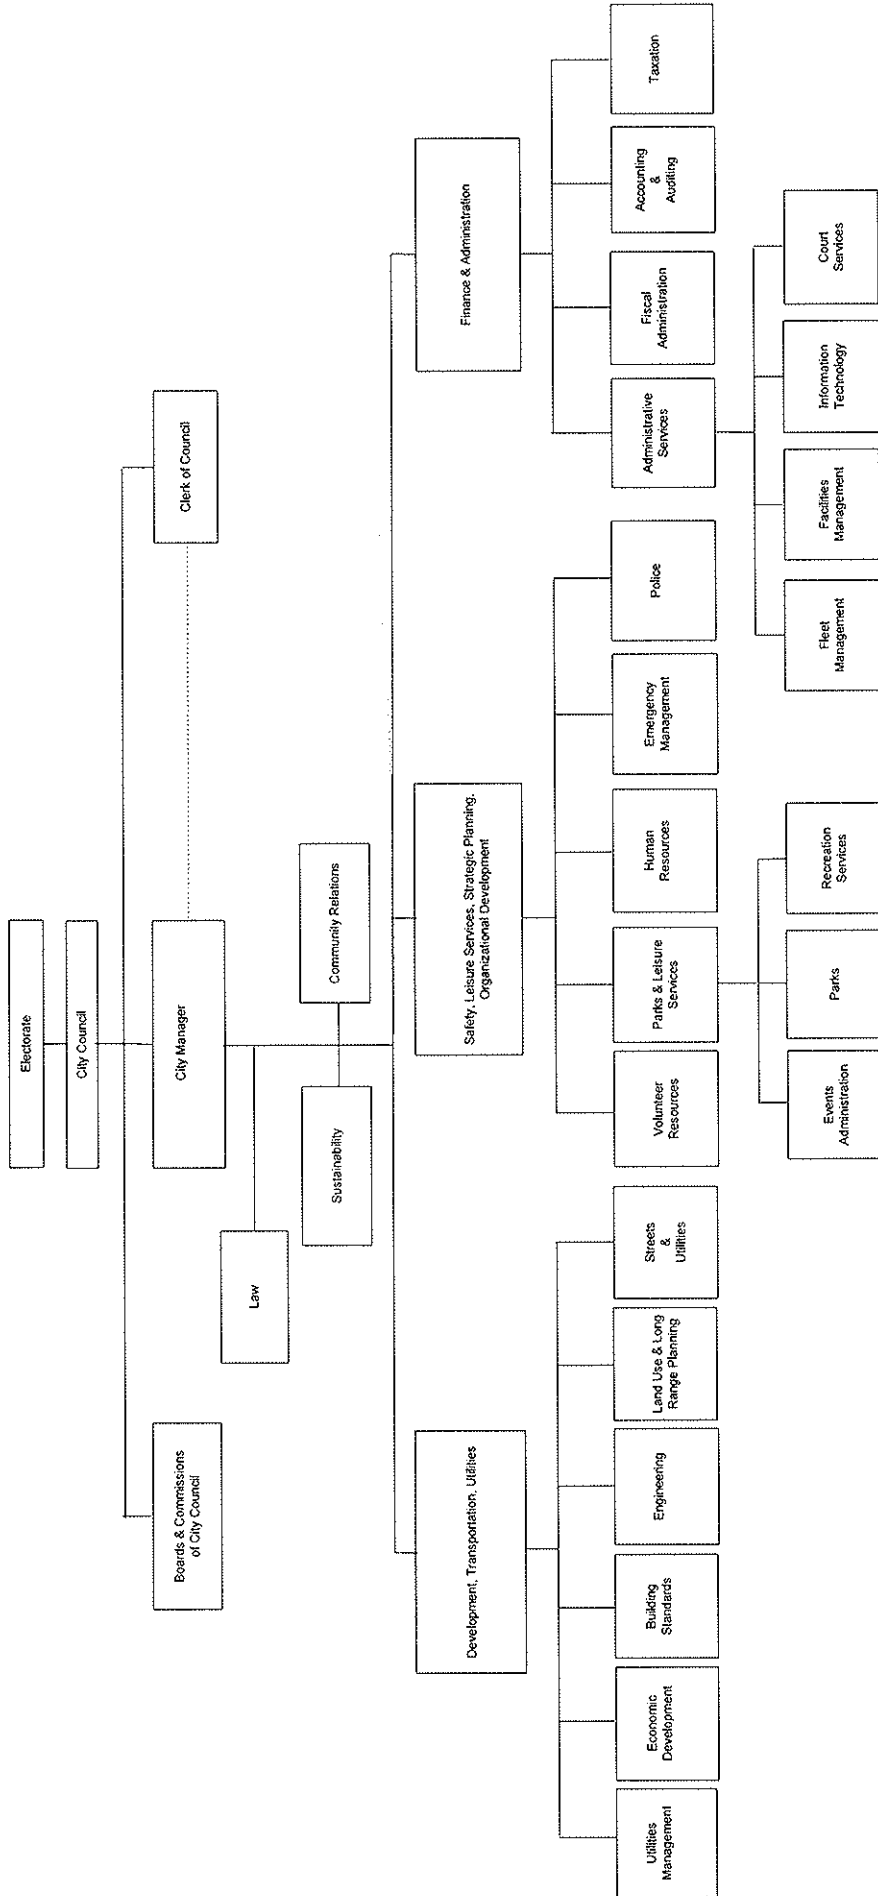 Electorate
City Council
Boards & Commissions
of City Council
City Manager
Clerk of Council
Law
Sustainability
Community Relations
Development, Transportation, Utilities
Safety, Leisure Services, Strategic Planning,
Organizational Development
Finance & Administration
Utilities
Management
Economic
Development
Building
Standards
Engineering
Land Use & Long
Range Planning
Streets
&
Utilities
Volunteer
Resources
Parks & Leisure
Services
Human
Resources
Emergency
Management
Police
Administrative
Services
Fiscal
Administration
Accounting
&
Auditing
Taxation
Events
Administration
Parks
Recreation
Services
Fleet
Management
Facilities
Management
Information
Technology
Court
Services